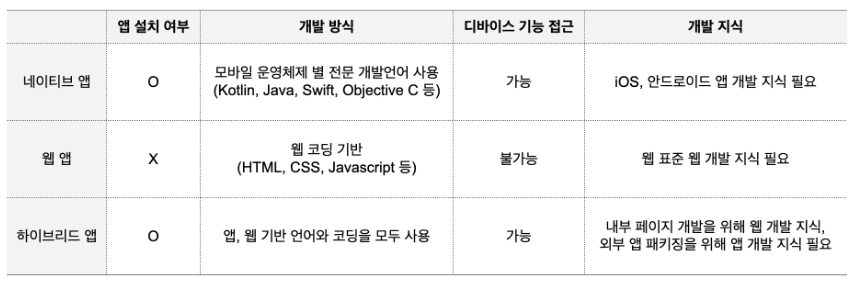 앱 설치 여부
개발 방식
디바이스 기능 접근
개발 지식
네이티브 앱
O
모바일 운영체제 별 전문 개발언어 사용
(Kotlin, Java, Swift, Objective C 등)
가능
iOS, 안드로이드 앱 개발 지식 필요
웹 앱
X
웹 코딩 기반
(HTML, CSS, Javascript 등)
불가능
웹 표준 웹 개발 지식 필요
하이브리드 앱
O
앱, 웹 기반 언어와 코딩을 모두 사용
가능
내부 페이지 개발을 위해 웹 개발 지식,
외부 앱 패키징을 위해 앱 개발 지식 필요